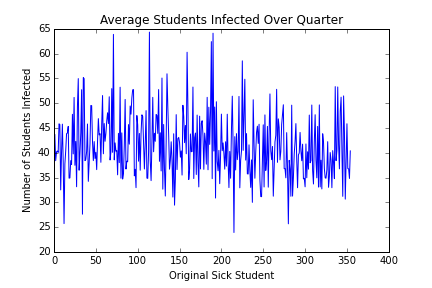 Average Students Infected Over Quarter
65
60
55
50
45
40
35
30
25
20
Number of Students Infected
0 50 100 150 200 250 300 350 400
Original Sick Student